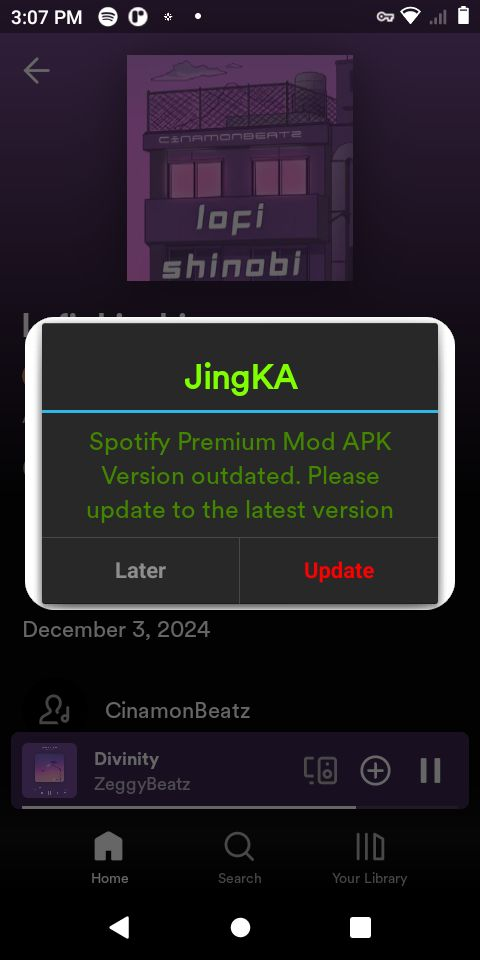 3:07 PM
CINAMONBEATZ
lofi
shinobi
JingKA
Spotify Premium Mod APK
Version outdated. Please
update to the latest version
Later
Update
December 3, 2024
CinamonBeatz
Divinity
ZeggyBeatz
Home
Search
Your Library